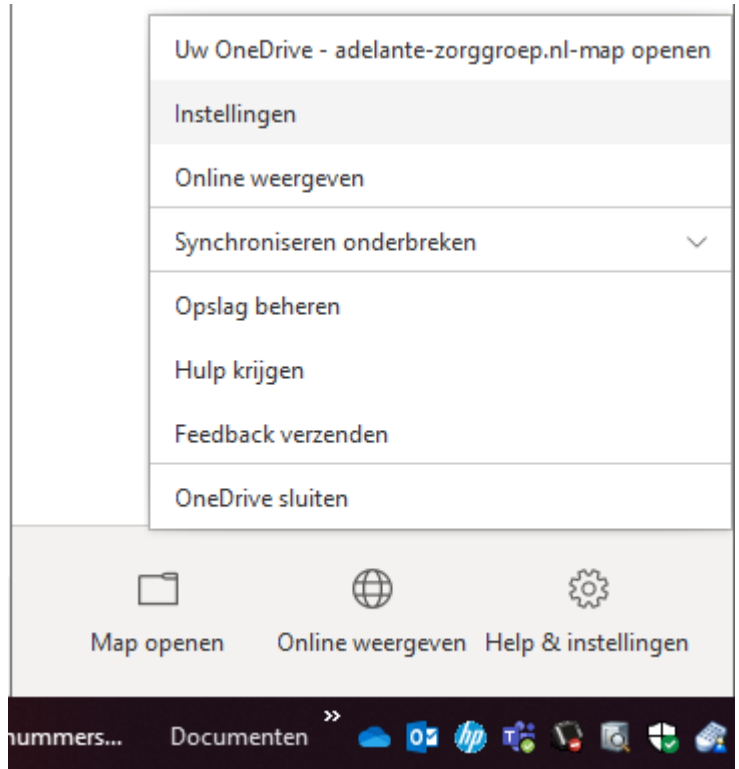 Uw OneDrive - adelante-zorggroep.nl-map openen
Instellingen
Online weergeven
Synchroniseren onderbreken
Opslag beheren
Hulp krijgen
Feedback verzenden
OneDrive sluiten
Map openen
Online weergeven
Help & instellingen
nummers...
Documenten
»